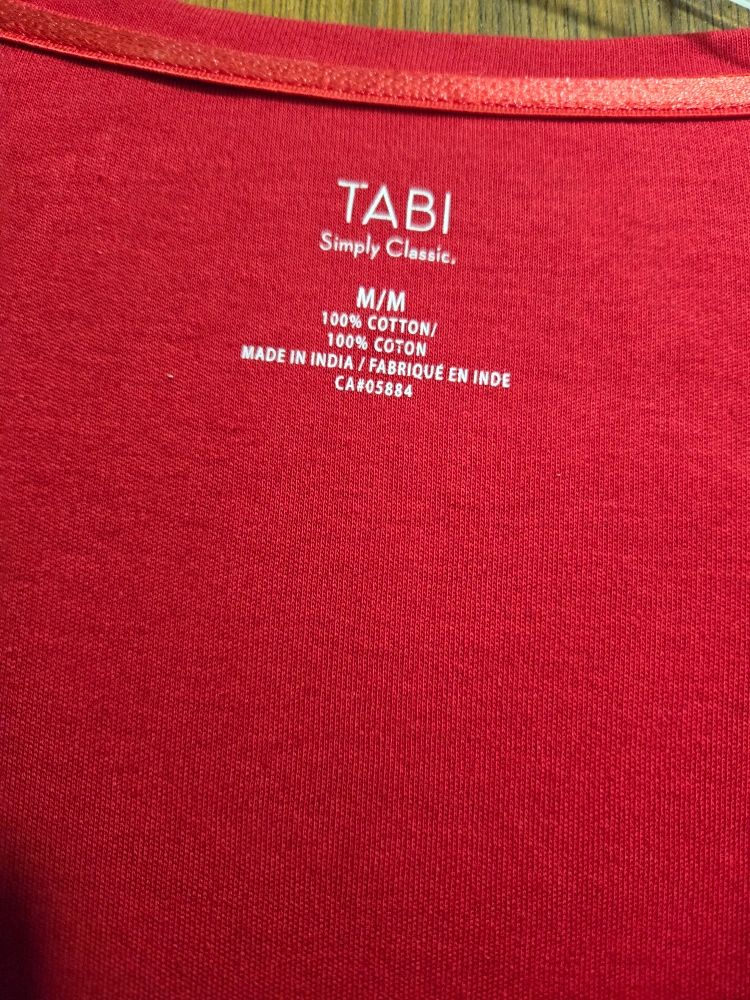 TABI
Simply Classic.
M/M
100% COTTON/
100% COTON
MADE IN INDIA / FABRIQUÉ EN INDE
CA#05884